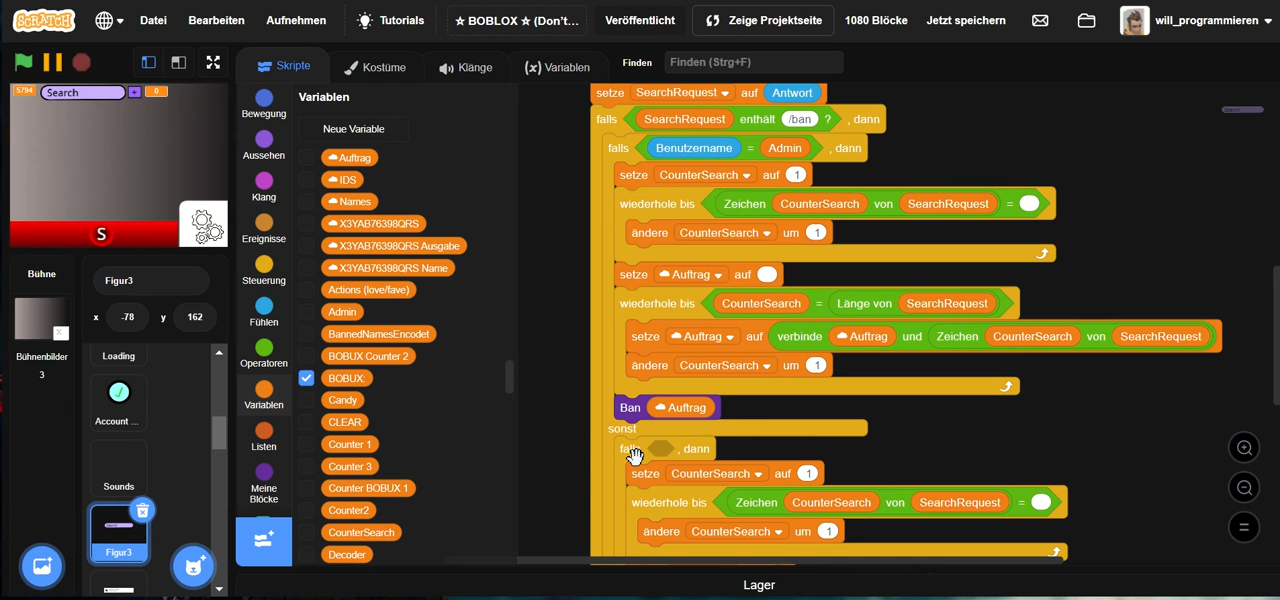 SCRATCH Datei Bearbeiten Aufnehmen Tutorials ☆ BOBLOX ☆ (Don't... Veröffentlicht Zeige Projektseite 1080 Blöcke Jetzt speichern will_programmieren
Skripte Kostüme Klänge (x) Variablen Finden Finden (Strg+F)
5794 Search + 0
S
Bühne
Bühnenbilder
3
Figur3
x -78 y 162
Loading
Account ...
Sounds
Figur3
Bewegung
Aussehen
Klang
Ereignisse
Steuerung
Fühlen
Operatoren
Variablen
Listen
Meine
Blöcke
Variablen
Neue Variable
Auftrag
IDS
Names
X3YAB76398QRS
X3YAB76398QRS Ausgabe
X3YAB76398QRS Name
Actions (love/fave)
Admin
BannedNamesEncodet
BOBUX Counter 2
BOBUX:
Candy
CLEAR
Counter 1
Counter 3
Counter BOBUX 1
Counter2
CounterSearch
Decoder
setze SearchRequest auf Antwort
falls SearchRequest enthält /ban ? , dann
falls Benutzername = Admin , dann
setze CounterSearch auf 1
wiederhole bis Zeichen CounterSearch von SearchRequest =
ändere CounterSearch um 1
setze Auftrag auf
wiederhole bis CounterSearch = Länge von SearchRequest
setze Auftrag auf verbinde Auftrag und Zeichen CounterSearch von SearchRequest
ändere CounterSearch um 1
Ban Auftrag
sonst
falls , dann
setze CounterSearch auf 1
wiederhole bis Zeichen CounterSearch von SearchRequest =
ändere CounterSearch um 1
Lager